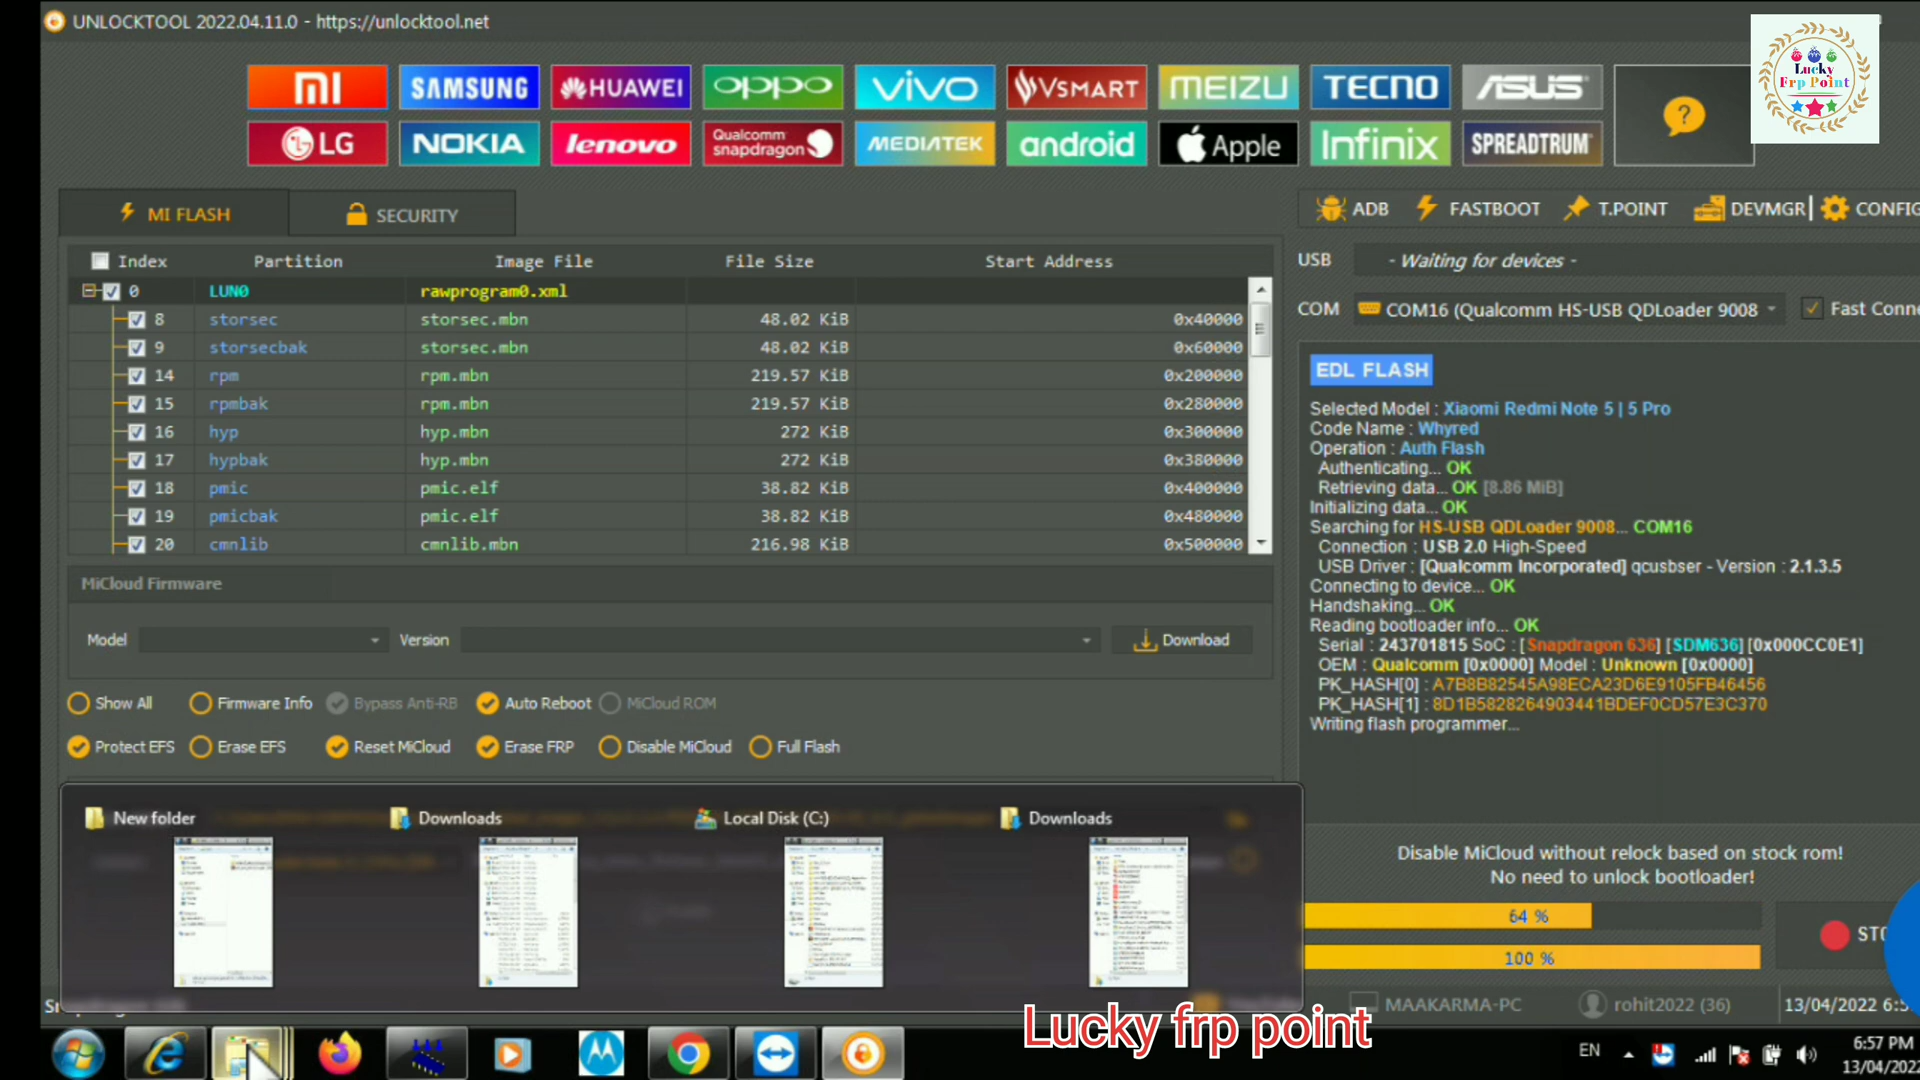 UNLOCKTOOL 2022.04.11.0 - https://unlocktool.net
Lucky
Frp Point
MI SAMSUNG HUAWEI oppo vivo VSMART MEIZU TECNO ASUS ?
LG NOKIA lenovo Qualcomm snapdragon MEDIATEK android Apple Infinix SPREADTRUM
MI FLASH SECURITY
ADB FASTBOOT T.POINT DEVMGR CONFIG
Index Partition Image File File Size Start Address
0 LUN0 rawprogram0.xml
8 storsec storsec.mbn 48.02 KiB 0x40000
9 storsecbak storsec.mbn 48.02 KiB 0x60000
14 rpm rpm.mbn 219.57 KiB 0x200000
15 rpmbak rpm.mbn 219.57 KiB 0x280000
16 hyp hyp.mbn 272 KiB 0x300000
17 hypbak hyp.mbn 272 KiB 0x380000
18 pmic pmic.elf 38.82 KiB 0x400000
19 pmicbak pmic.elf 38.82 KiB 0x480000
20 cmnlib cmnlib.mbn 216.98 KiB 0x500000
USB - Waiting for devices -
COM COM16 (Qualcomm HS-USB QDLoader 9008 Fast Conne
EDL FLASH
Selected Model : Xiaomi Redmi Note 5 | 5 Pro
Code Name : Whyred
Operation : Auth Flash
Authenticating... OK
Retrieving data... OK [8.86 MiB]
Initializing data... OK
Searching for HS-USB QDLoader 9008... COM16
Connection : USB 2.0 High-Speed
USB Driver : [Qualcomm Incorporated] qcusbser - Version : 2.1.3.5
Connecting to device... OK
Handshaking... OK
Reading bootloader info... OK
Serial : 243701815 SoC : [Snapdragon 636] [SDM636] [0x000CC0E1]
OEM : Qualcomm [0x0000] Model : Unknown [0x0000]
PK_HASH[0] : A7B8B82545A98ECA23D6E9105FB46456
PK_HASH[1] : 8D1B5828264903441BDEF0CD57E3C370
Writing flash programmer...
MiCloud Firmware
Model Version Download
Show All Firmware Info Bypass Anti-RB Auto Reboot MiCloud ROM
Protect EFS Erase EFS Reset MiCloud Erase FRP Disable MiCloud Full Flash
New folder Downloads Local Disk (C:) Downloads
Disable MiCloud without relock based on stock rom!
No need to unlock bootloader!
64 %
100 %
STO
MAAKARMA-PC rohit2022 (36) 13/04/2022 6:5
Lucky frp point
EN 6:57 PM
13/04/2022